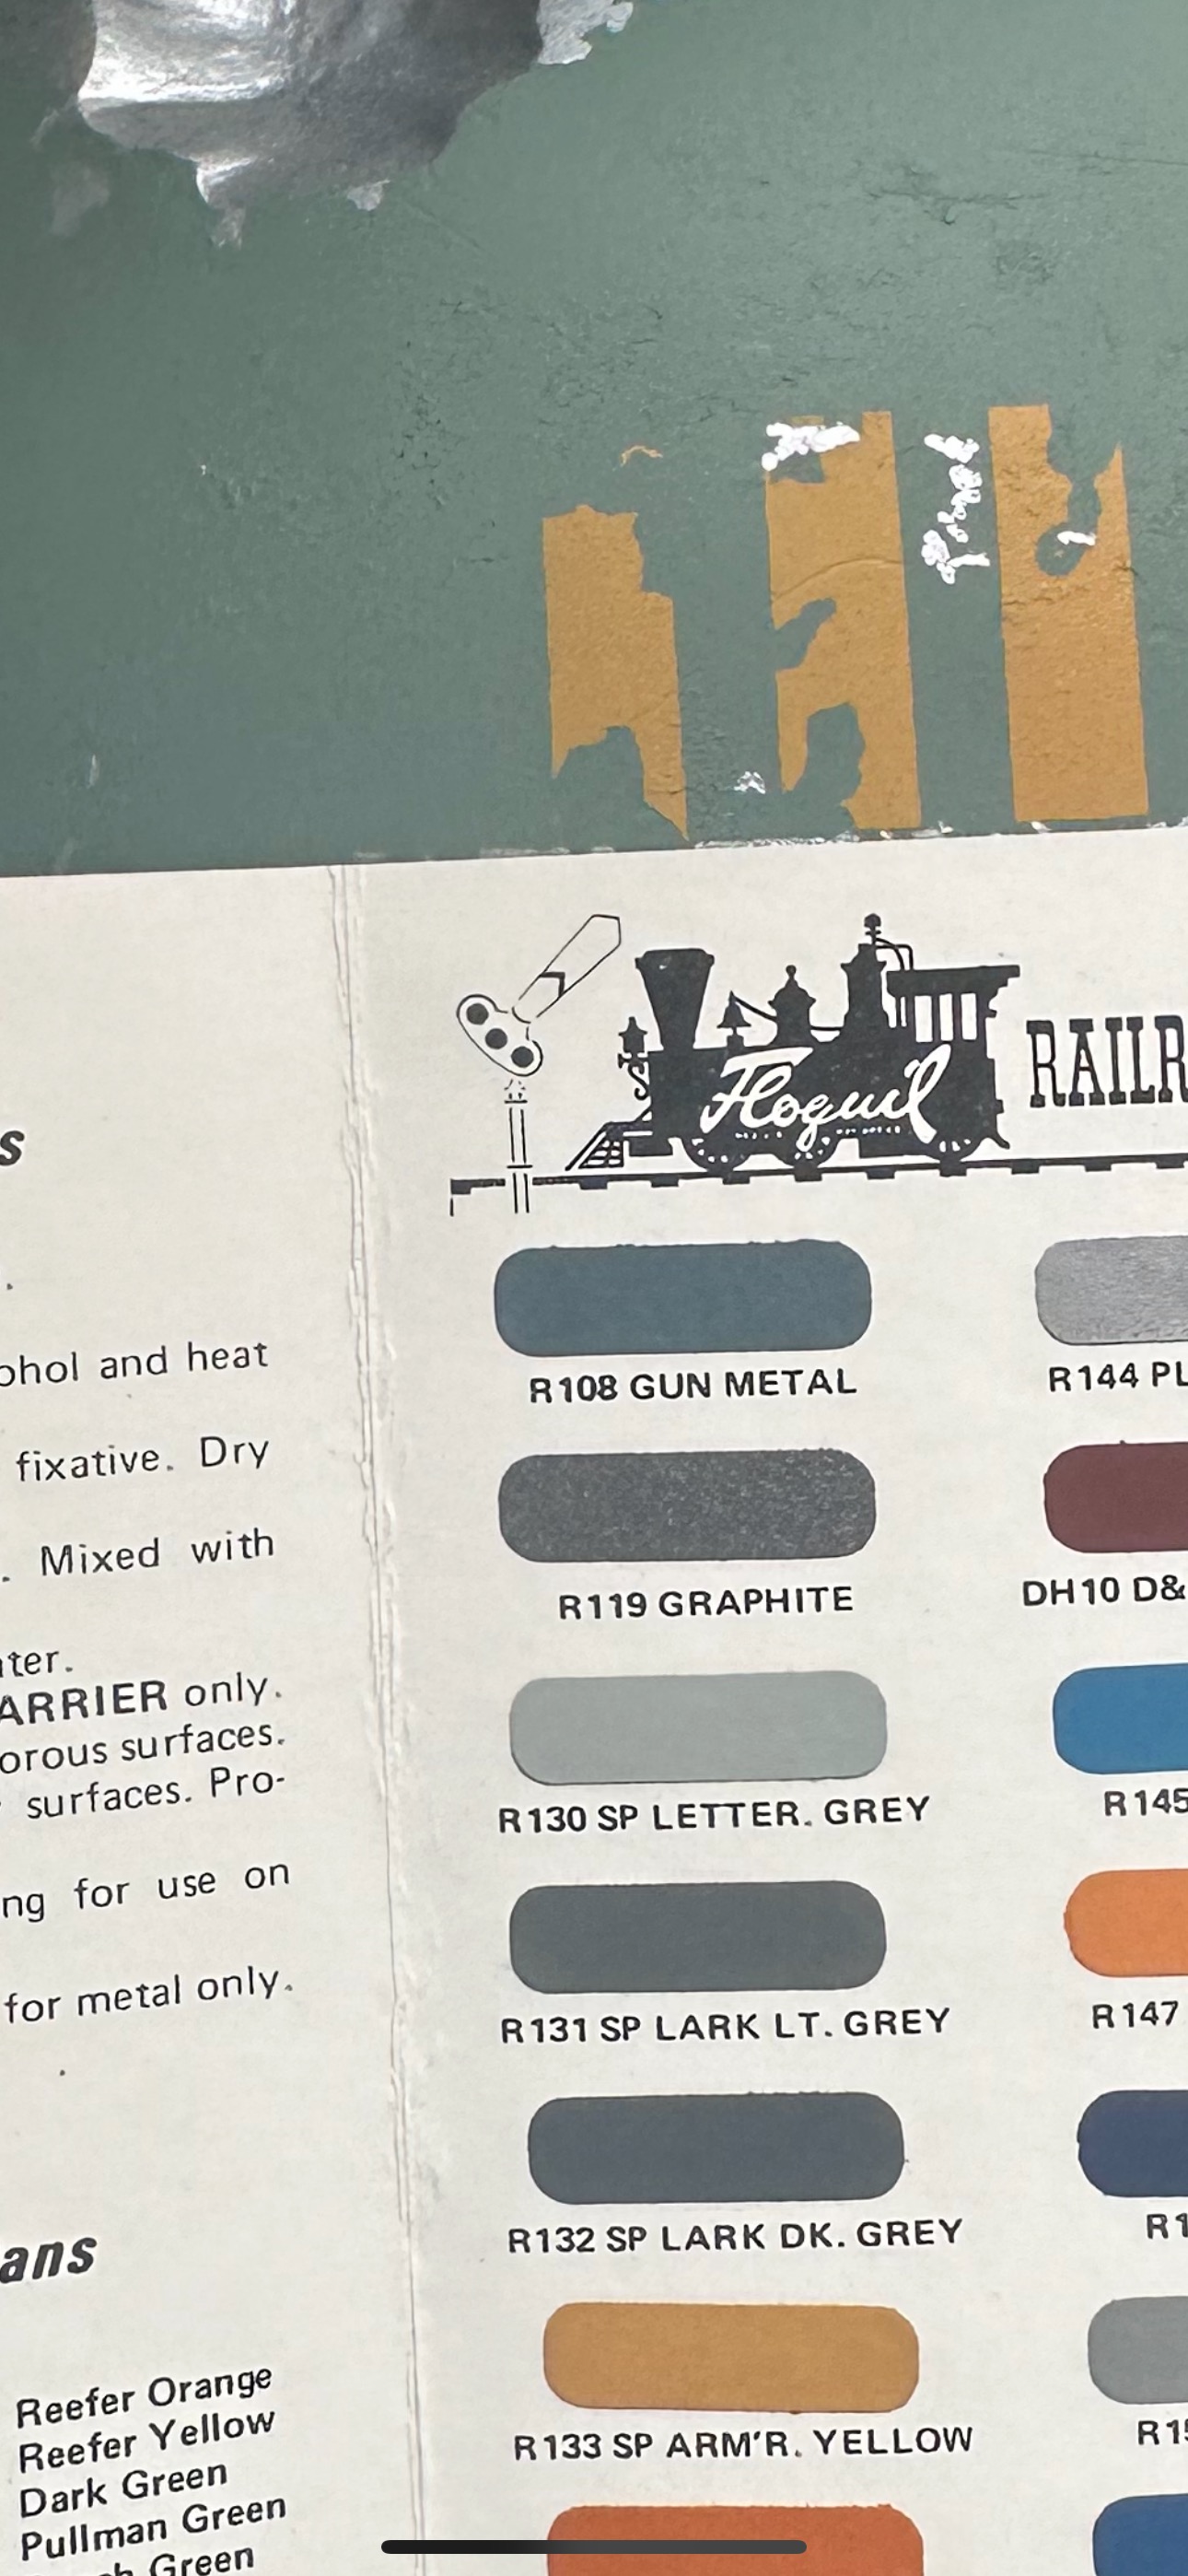 s
ohol and heat
fixative. Dry
. Mixed with
ter.
ARRIER only.
orous surfaces.
surfaces. Pro-
ng for use on
for metal only.
ans
Reefer Orange
Reefer Yellow
Dark Green
Pullman Green
Green
Floquil
RAILR
R108 GUN METAL
R144 PL
R119 GRAPHITE
DH10 D&
R130 SP LETTER. GREY
R145
R131 SP LARK LT. GREY
R147
R132 SP LARK DK. GREY
R1
R133 SP ARM'R. YELLOW
R15